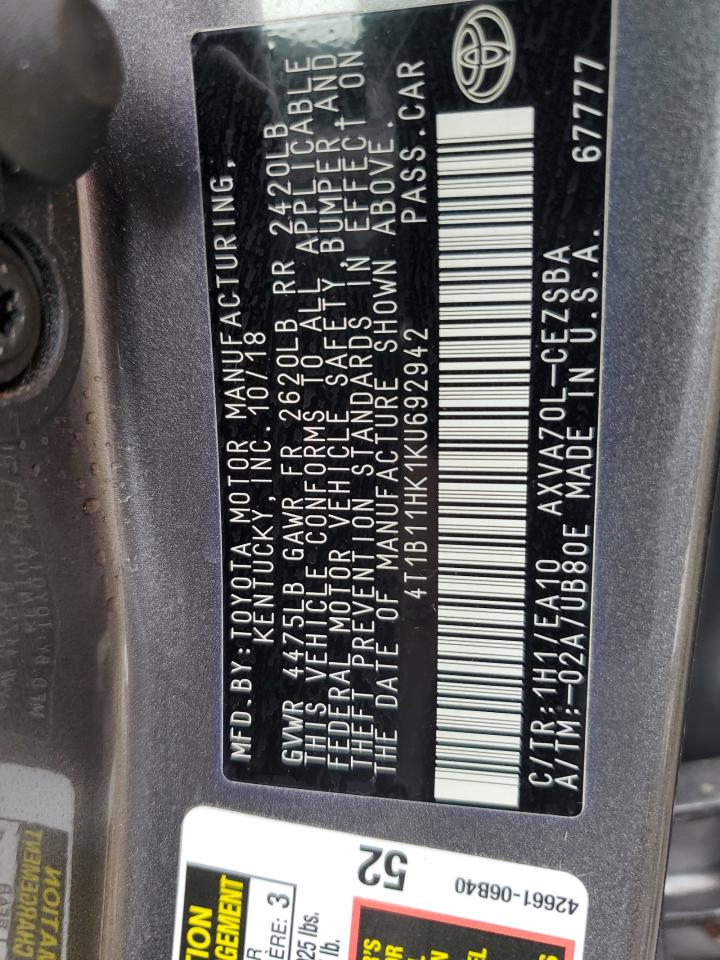 MFD. BY:TOYOTA MOTOR MANUFACTURING,
KENTUCKY, INC. 10/18
GVWR 4475LB GAWR FR 2620LB RR 2420LB
THIS VEHICLE CONFORMS TO ALL APPLICABLE
FEDERAL MOTOR VEHICLE SAFETY, BUMPER AND
THEFT PREVENTION STANDARDS IN EFFECT ON
THE DATE OF MANUFACTURE SHOWN ABOVE.
4T1B11HK1KU692942 PASS.CAR
C/TR:1H1/EA10 AXVA70L-CEZSBA
A/TM:-02A/UB80E MADE IN U.S.A. 67777
52
42661-06B40
3
lb.
CHARGEMENT